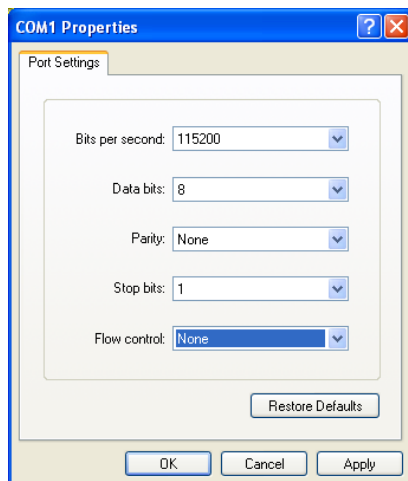 COM1 Properties
Port Settings
Bits per second: 115200
Data bits: 8
Parity: None
Stop bits: 1
Flow control: None
Restore Defaults
OK Cancel Apply